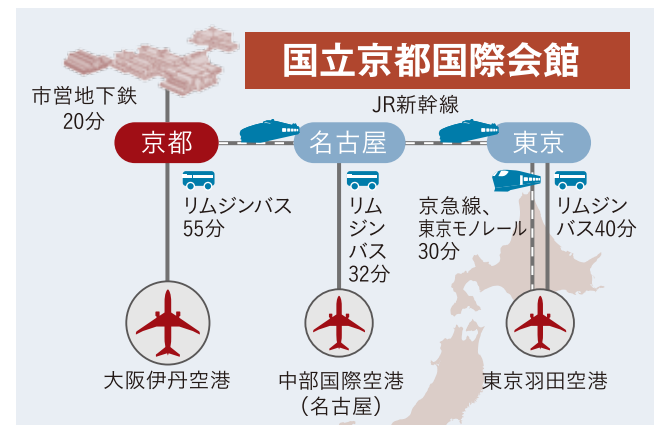 国立京都国際会館
市営地下鉄
20分
JR新幹線
京都
名古屋
東京
リムジンバス
55分
リム
ジン
バス
32分
京急線、
東京モノレール
30分
リムジン
バス40分
大阪伊丹空港
中部国際空港
（名古屋）
東京羽田空港